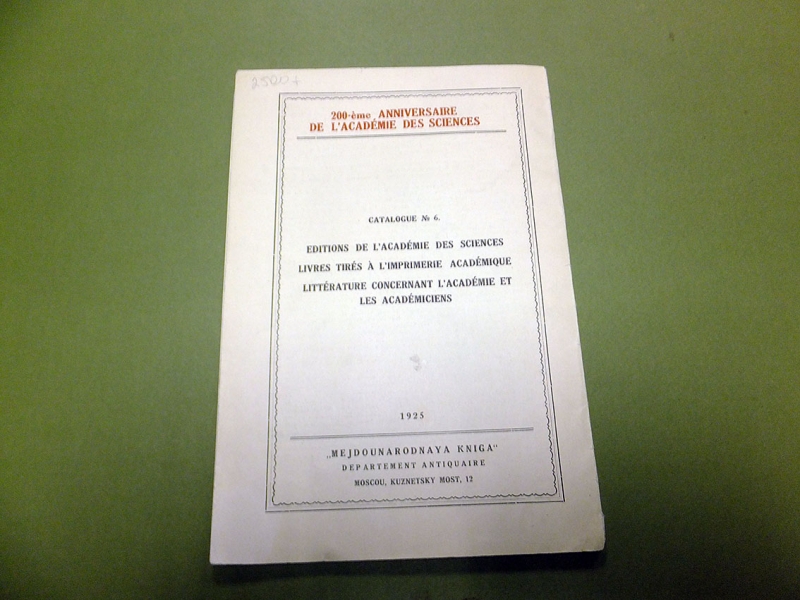 2500+
200-ème ANNIVERSAIRE
DE L'ACADÉMIE DES SCIENCES
CATALOGUE № 6.
EDITIONS DE L'ACADÉMIE DES SCIENCES
LIVRES TIRÉS À L'IMPRIMERIE ACADÉMIQUE
LITTÉRATURE CONCERNANT L'ACADÉMIE ET
LES ACADÉMICIENS
1925
„MEJDOUNARODNAYA KNIGA"
DEPARTEMENT ANTIQUAIRE
MOSCOU, KUZNETSKY MOST, 12